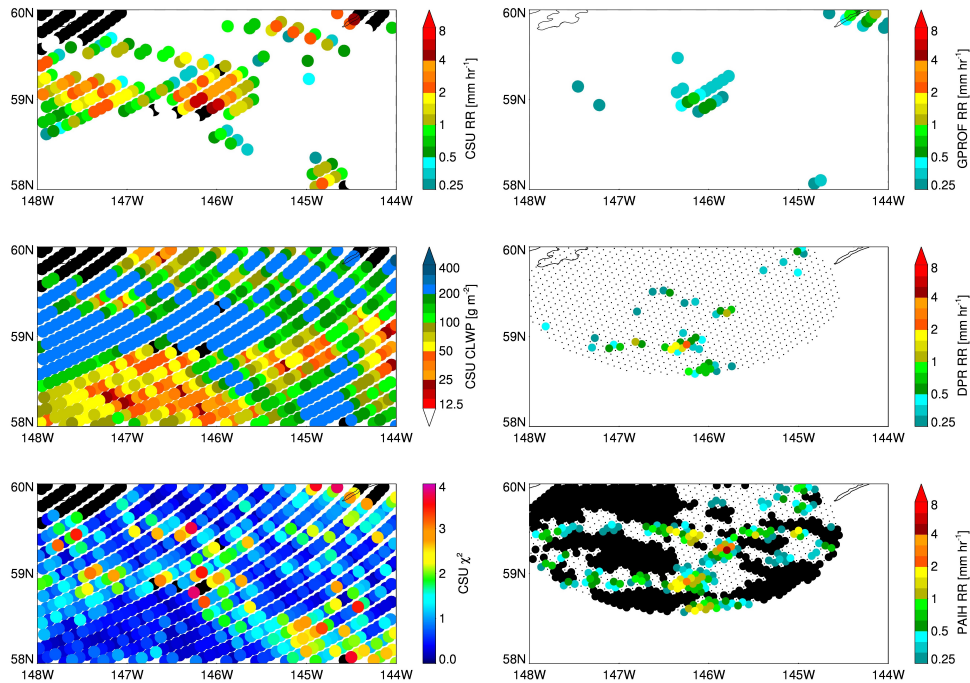 60N
59N
58N
148W 147W 146W 145W 144W
8
4
2
1
0.5
0.25
CSU RR [mm hr⁻¹]
60N
59N
58N
148W 147W 146W 145W 144W
8
4
2
1
0.5
0.25
GPROF RR [mm hr⁻¹]
60N
59N
58N
148W 147W 146W 145W 144W
400
200
100
50
25
12.5
CSU CLWP [g m⁻²]
60N
59N
58N
148W 147W 146W 145W 144W
8
4
2
1
0.5
0.25
DPR RR [mm hr⁻¹]
60N
59N
58N
148W 147W 146W 145W 144W
4
3
2
1
0.0
CSU χ²
60N
59N
58N
148W 147W 146W 145W 144W
8
4
2
1
0.5
0.25
PAIH RR [mm hr⁻¹]